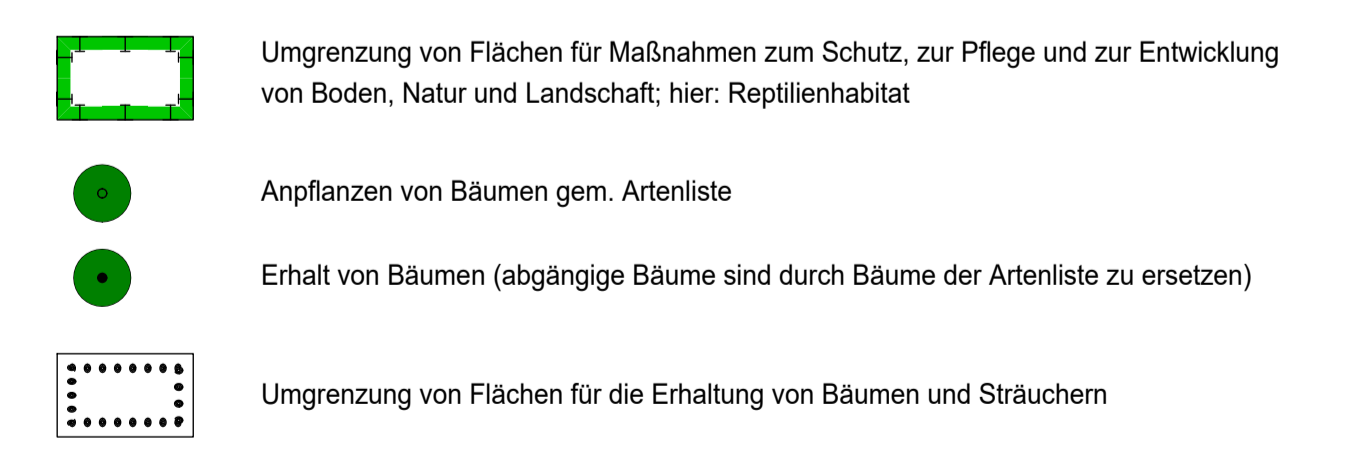 Umgrenzung von Flächen für Maßnahmen zum Schutz, zur Pflege und zur Entwicklung
von Boden, Natur und Landschaft; hier: Reptilienhabitat
Anpflanzen von Bäumen gem. Artenliste
Erhalt von Bäumen (abgängige Bäume sind durch Bäume der Artenliste zu ersetzen)
Umgrenzung von Flächen für die Erhaltung von Bäumen und Sträuchern